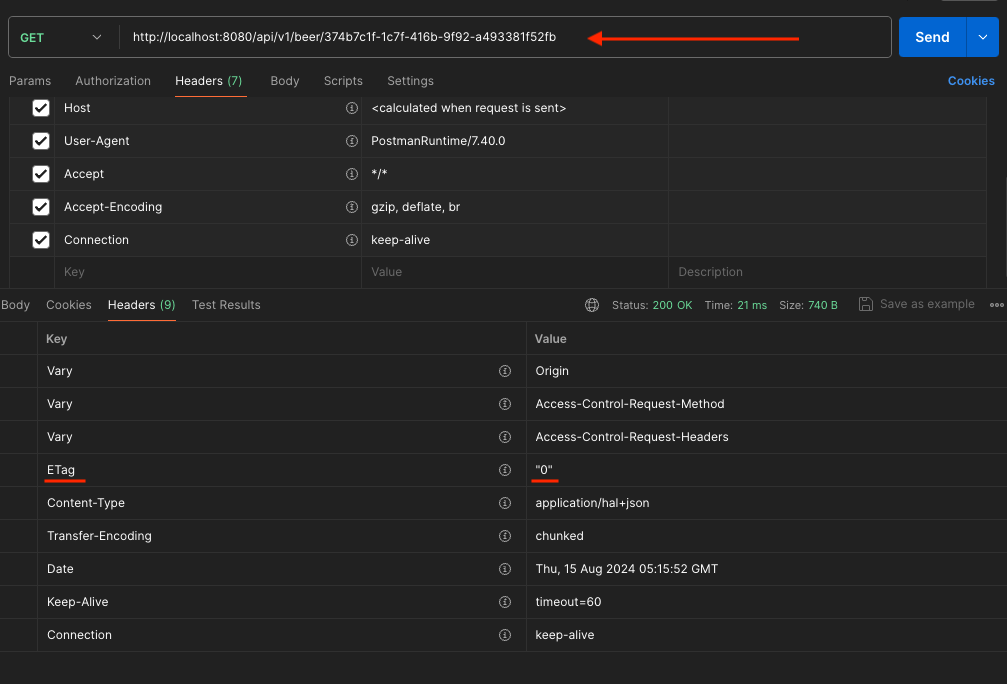 GET http://localhost:8080/api/v1/beer/374b7c1f-1c7f-416b-9f92-a493381f52fb Send
Params Authorization Headers (7) Body Scripts Settings Cookies
Host <calculated when request is sent>
User-Agent PostmanRuntime/7.40.0
Accept */*
Accept-Encoding gzip, deflate, br
Connection keep-alive
Key Value Description
Body Cookies Headers (9) Test Results Status: 200 OK Time: 21 ms Size: 740 B Save as example
Key Value
Vary Origin
Vary Access-Control-Request-Method
Vary Access-Control-Request-Headers
ETag "0"
Content-Type application/hal+json
Transfer-Encoding chunked
Date Thu, 15 Aug 2024 05:15:52 GMT
Keep-Alive timeout=60
Connection keep-alive